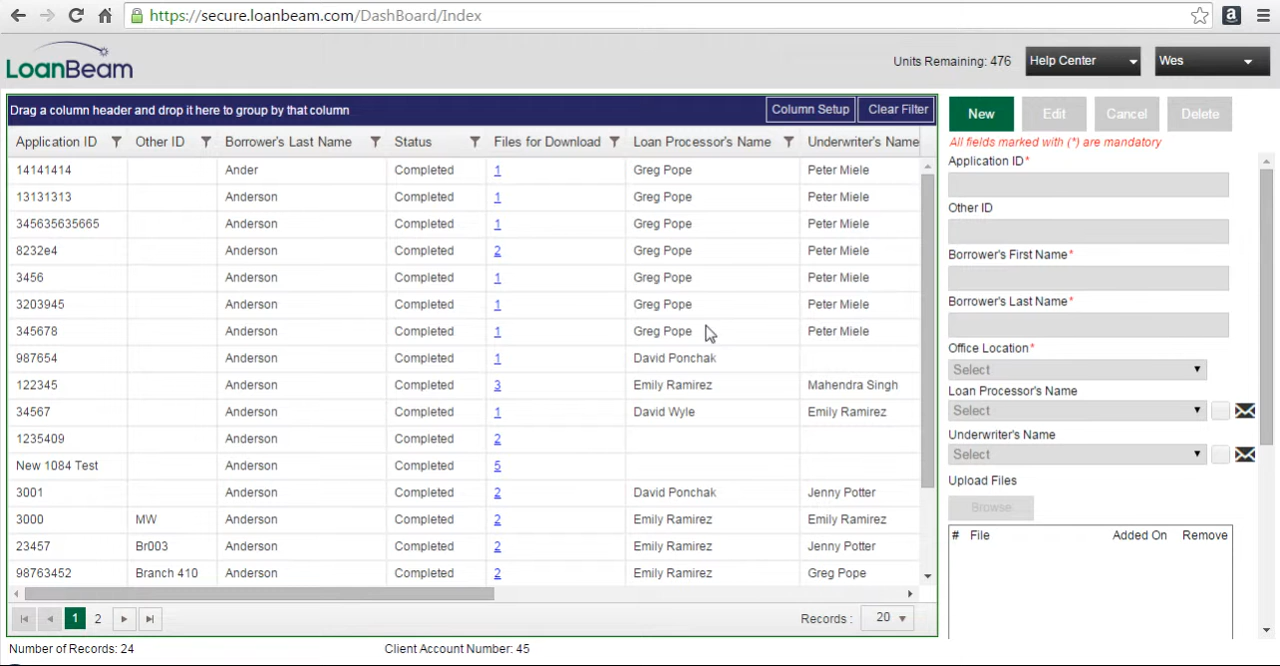 https://secure.loanbeam.com/DashBoard/Index
LoanBeam
Units Remaining: 476 Help Center Wes
Drag a column header and drop it here to group by that column Column Setup Clear Filter
Application ID Other ID Borrower's Last Name Status Files for Download Loan Processor's Name Underwriter's Name
14141414 Ander Completed 1 Greg Pope Peter Miele
13131313 Anderson Completed 1 Greg Pope Peter Miele
345635635665 Anderson Completed 1 Greg Pope Peter Miele
8232e4 Anderson Completed 2 Greg Pope Peter Miele
3456 Anderson Completed 1 Greg Pope Peter Miele
3203945 Anderson Completed 1 Greg Pope Peter Miele
345678 Anderson Completed 1 Greg Pope Peter Miele
987654 Anderson Completed 1 David Ponchak
122345 Anderson Completed 3 Emily Ramirez Mahendra Singh
34567 Anderson Completed 1 David Wyle Emily Ramirez
1235409 Anderson Completed 2
New 1084 Test Anderson Completed 5
3001 Anderson Completed 2 David Ponchak Jenny Potter
3000 MW Anderson Completed 2 Emily Ramirez Emily Ramirez
23457 Br003 Anderson Completed 2 Emily Ramirez Jenny Potter
98763452 Branch 410 Anderson Completed 2 Emily Ramirez Greg Pope
1 2 Records : 20
Number of Records: 24 Client Account Number: 45
New Edit Cancel Delete
All fields marked with (*) are mandatory
Application ID*
Other ID
Borrower's First Name*
Borrower's Last Name*
Office Location*
Select
Loan Processor's Name
Select
Underwriter's Name
Select
Upload Files
Browse
# File Added On Remove